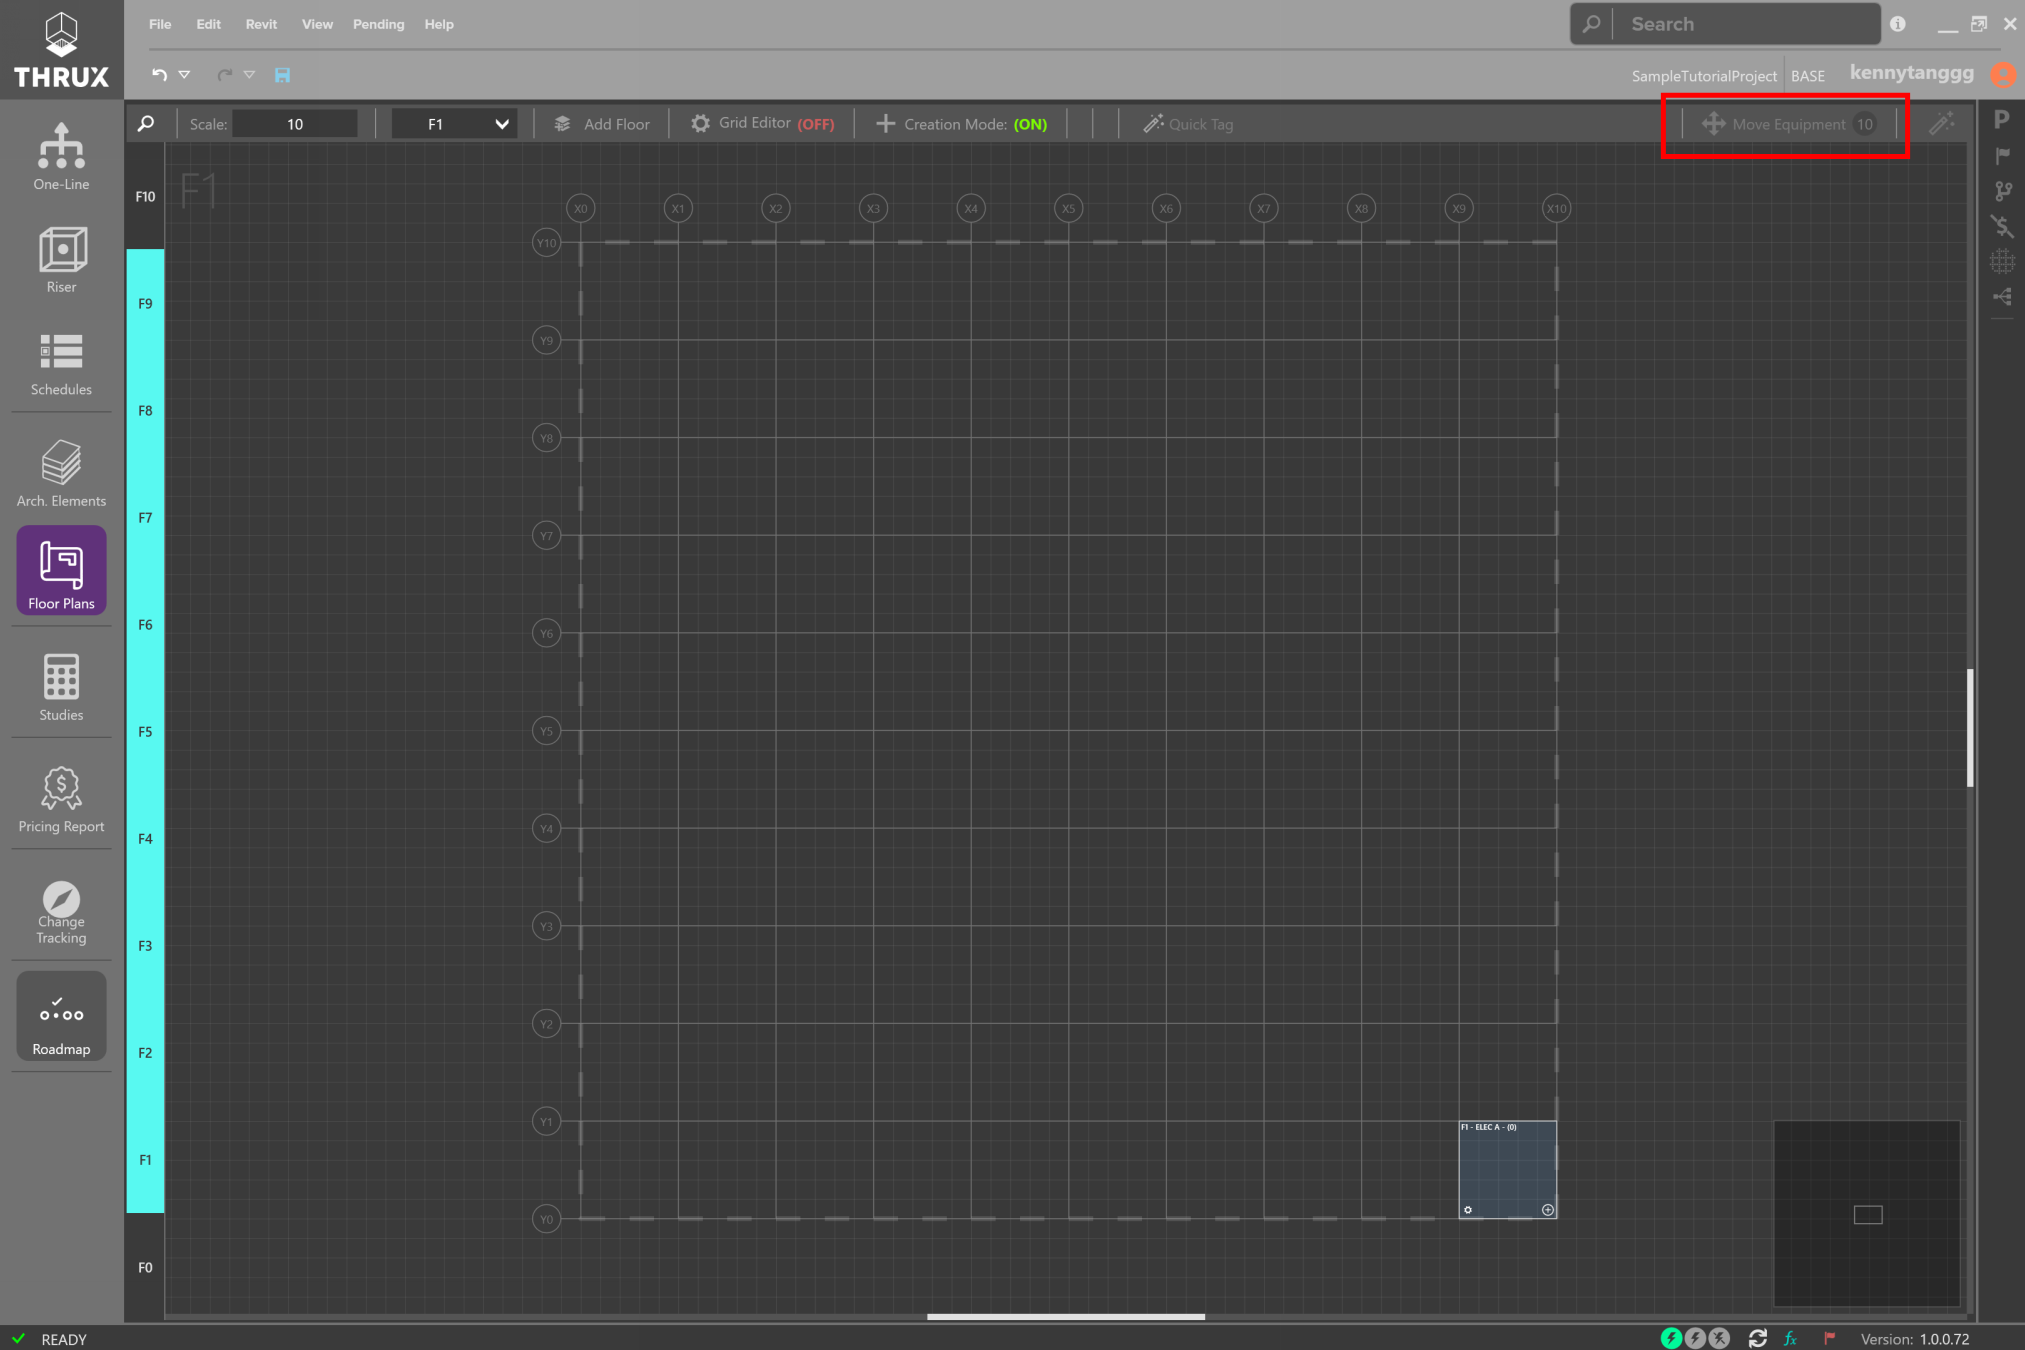 THRUX
File Edit Revit View Pending Help
Search
SampleTutorialProject BASE kennytanggg
Scale: 10 F1 Add Floor Grid Editor (OFF) Creation Mode: (ON) Quick Tag Move Equipment 10
P
One-Line
Riser
Schedules
Arch. Elements
Floor Plans
Studies
Pricing Report
Change
Tracking
Roadmap
F10
F9
F8
F7
F6
F5
F4
F3
F2
F1
F0
F1
X0 X1 X2 X3 X4 X5 X6 X7 X8 X9 X10
Y10
Y9
Y8
Y7
Y6
Y5
Y4
Y3
Y2
Y1
Y0
F1 - ELEC A - (0)
READY
fx
Version: 1.0.0.72